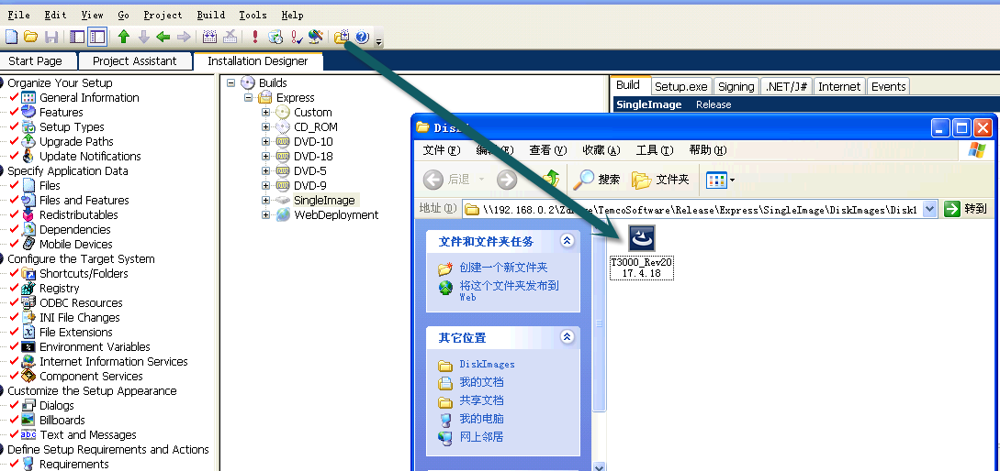 File Edit View Go Project Build Tools Help
Start Page Project Assistant Installation Designer
Organize Your Setup
General Information
Features
Setup Types
Upgrade Paths
Update Notifications
Specify Application Data
Files
Files and Features
Redistributables
Dependencies
Mobile Devices
Configure the Target System
Shortcuts/Folders
Registry
ODBC Resources
INI File Changes
File Extensions
Environment Variables
Internet Information Services
Component Services
Customize the Setup Appearance
Dialogs
Billboards
Text and Messages
Define Setup Requirements and Actions
Requirements
Builds
Express
Custom
CD_ROM
DVD-10
DVD-18
DVD-5
DVD-9
SingleImage
WebDeployment
Build Setup.exe Signing .NET/J# Internet Events
SingleImage Release
Disk1
文件(F) 编辑(E) 查看(V) 收藏(A) 工具(T) 帮助(H)
后退 搜索 文件夹
地址(D) \\192.168.0.2\ \TemcoSoftware\Release\Express\SingleImage\DiskImages\Disk1 转到
文件和文件夹任务
创建一个新文件夹
将这个文件夹发布到
Web
其它位置
DiskImages
我的文档
共享文档
我的电脑
网上邻居
T3000_Rev20
17.4.18